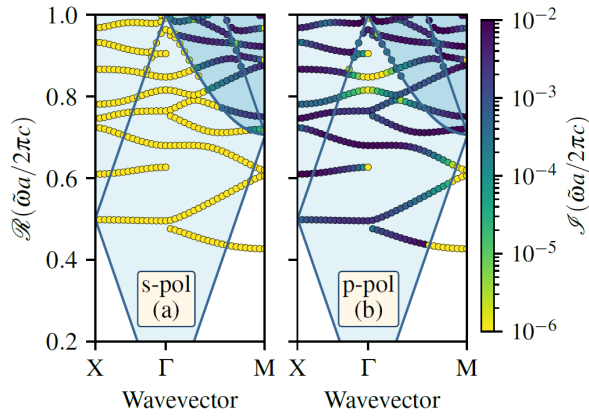 1.0
0.8
0.6
0.4
0.2
ℛ(ω̃a/2πc)
s-pol
(a)
X Γ M
Wavevector
p-pol
(b)
X Γ M
Wavevector
10⁻²
10⁻³
10⁻⁴
10⁻⁵
10⁻⁶
ℐ(ω̃a/2πc)